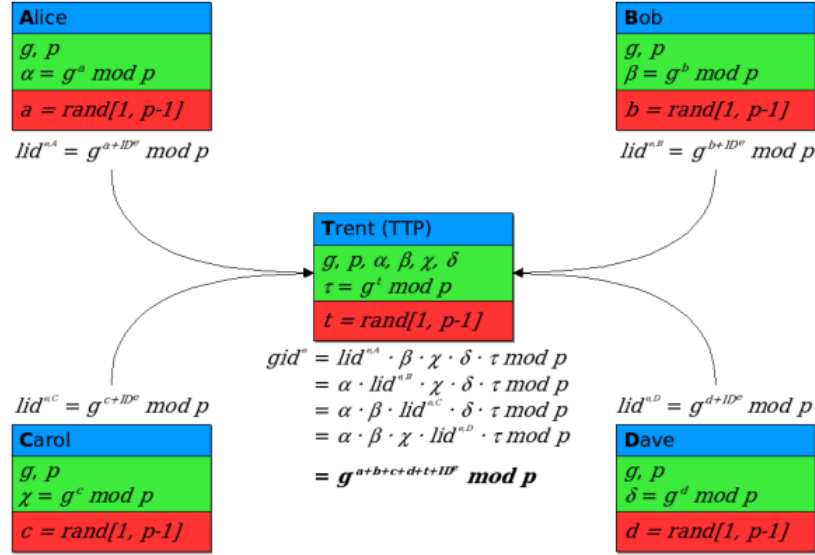 Alice
g, p
α = g^a mod p
a = rand[1, p-1]
lid^e,A = g^a+ID^e mod p
Bob
g, p
β = g^b mod p
b = rand[1, p-1]
lid^e,B = g^b+ID^e mod p
Trent (TTP)
g, p, α, β, χ, δ
τ = g^t mod p
t = rand[1, p-1]
gid^e = lid^e,A · β · χ · δ · τ mod p
= α · lid^e,B · χ · δ · τ mod p
= α · β · lid^e,C · δ · τ mod p
= α · β · χ · lid^e,D · τ mod p
= g^a+b+c+d+t+ID^e mod p
lid^e,C = g^c+ID^e mod p
Carol
g, p
χ = g^c mod p
c = rand[1, p-1]
lid^e,D = g^d+ID^e mod p
Dave
g, p
δ = g^d mod p
d = rand[1, p-1]